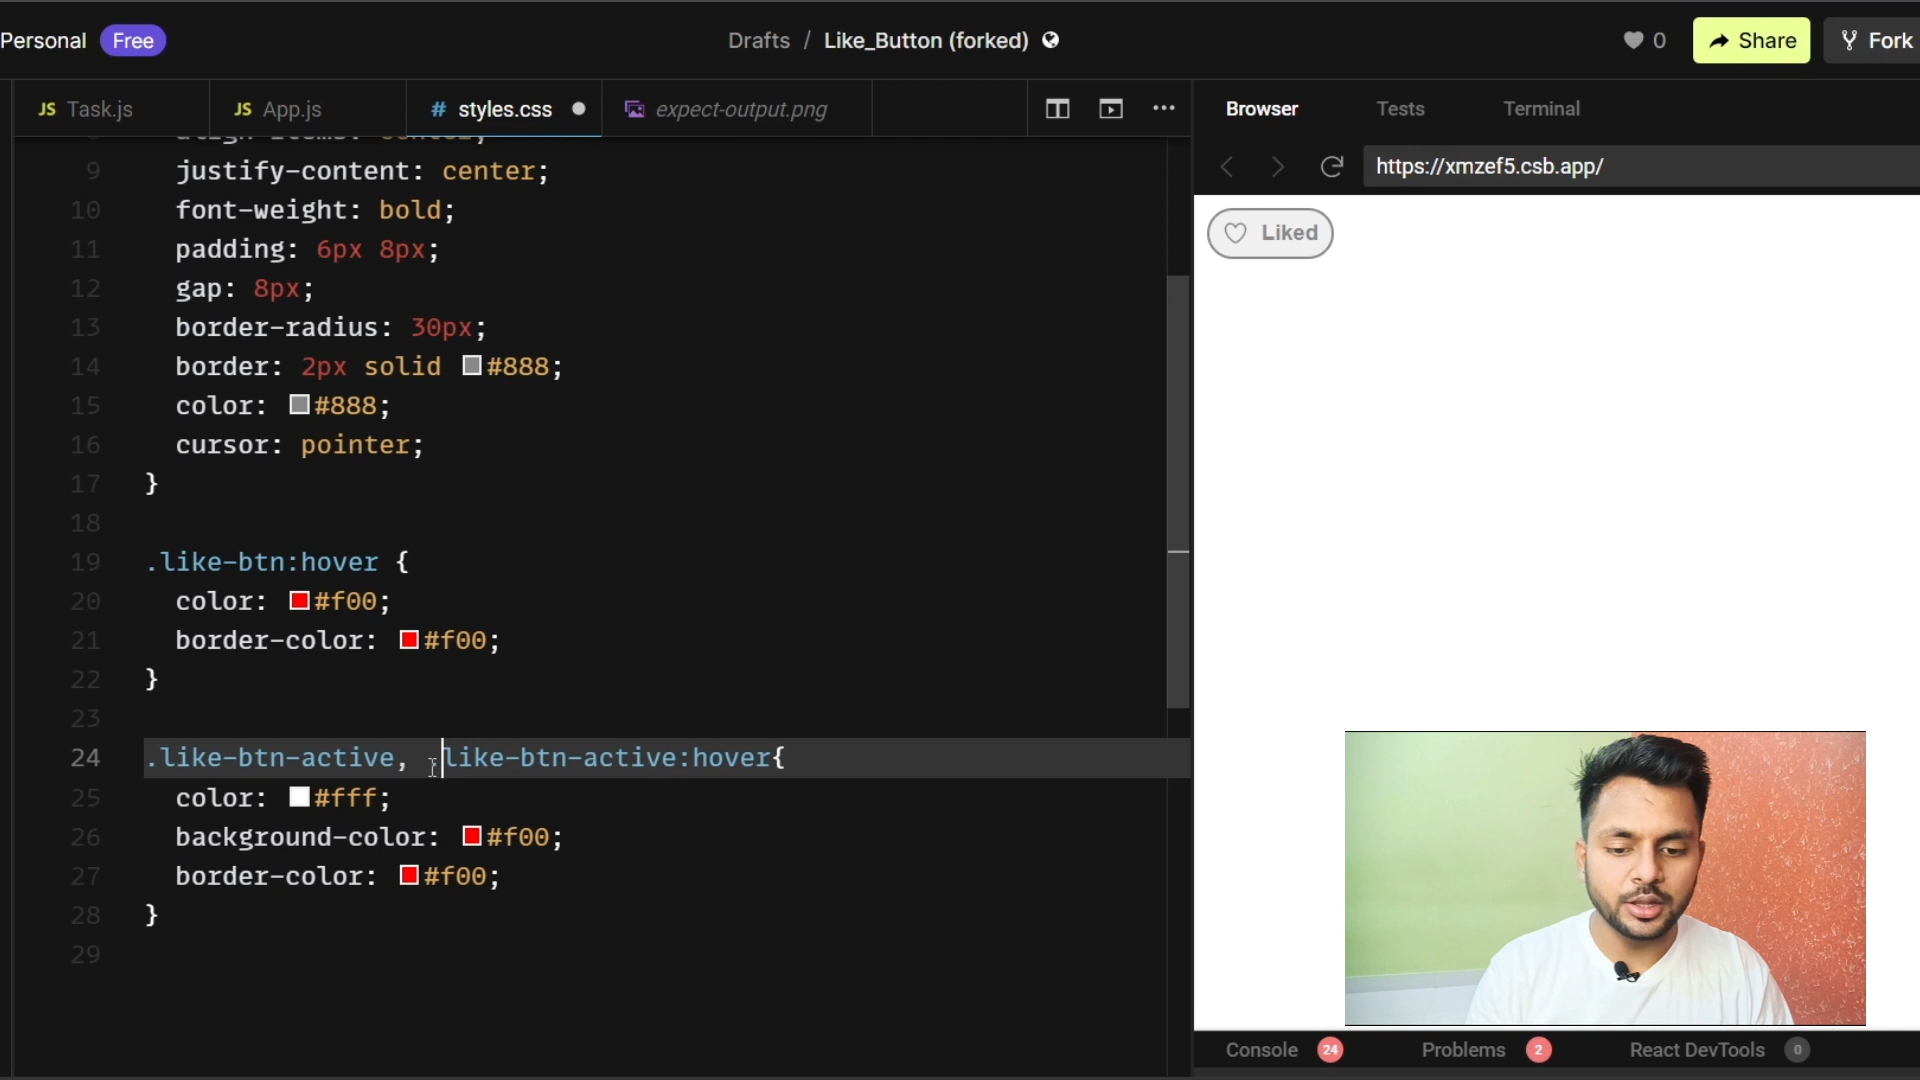 Personal Free
Drafts / Like_Button (forked)
0 Share Fork
JS Task.js
JS App.js
# styles.css
expect-output.png
Browser Tests Terminal
https://xmzef5.csb.app/
Liked
align-items: center;
9 justify-content: center;
10 font-weight: bold;
11 padding: 6px 8px;
12 gap: 8px;
13 border-radius: 30px;
14 border: 2px solid #888;
15 color: #888;
16 cursor: pointer;
17 }
18
19 .like-btn:hover {
20 color: #f00;
21 border-color: #f00;
22 }
23
24 .like-btn-active, .like-btn-active:hover{
25 color: #fff;
26 background-color: #f00;
27 border-color: #f00;
28 }
29
Console 24 Problems 2 React DevTools 0